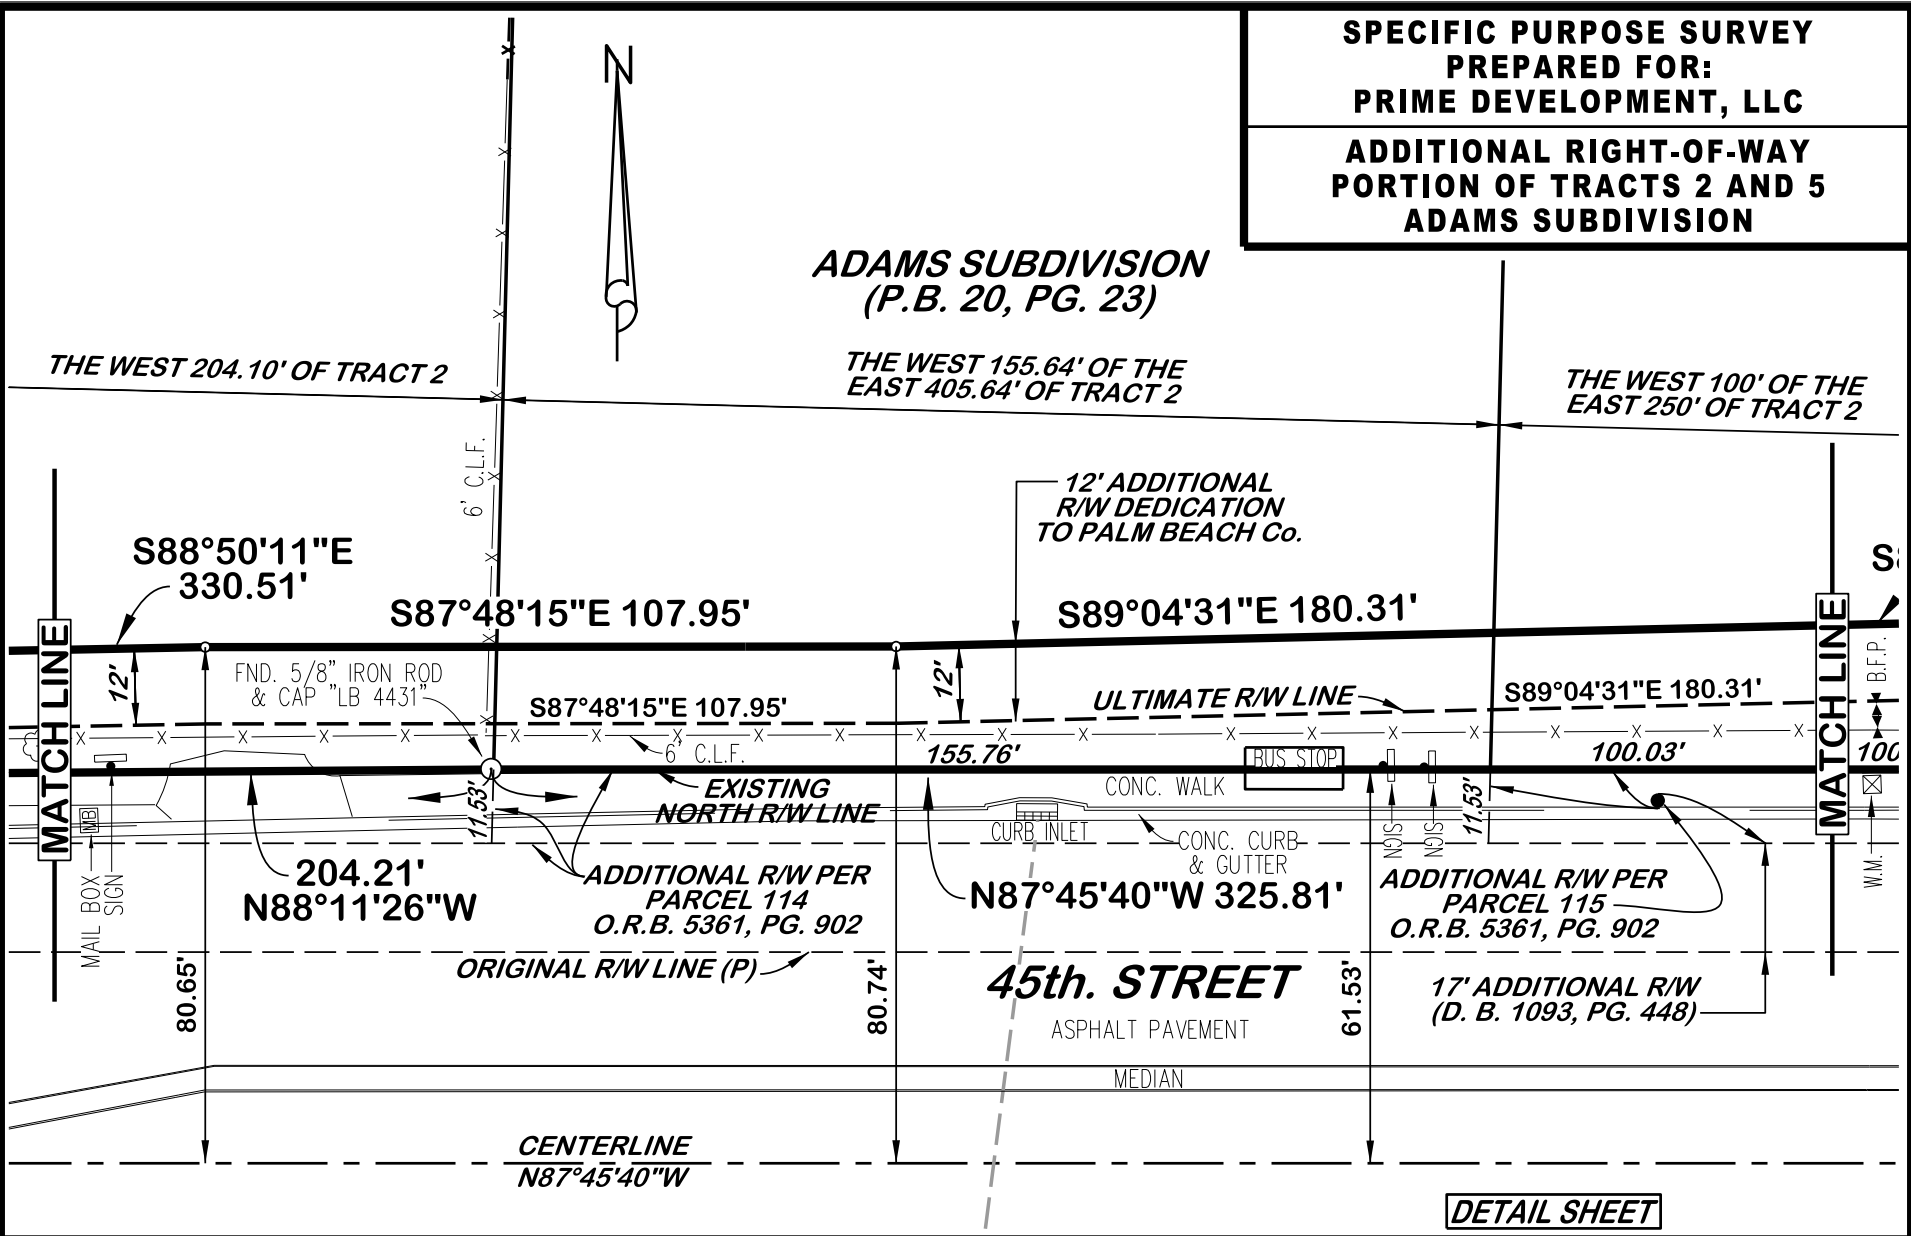 SPECIFIC PURPOSE SURVEY
PREPARED FOR:
PRIME DEVELOPMENT, LLC
ADDITIONAL RIGHT-OF-WAY
PORTION OF TRACTS 2 AND 5
ADAMS SUBDIVISION
N
ADAMS SUBDIVISION
(P.B. 20, PG. 23)
THE WEST 204.10' OF TRACT 2
THE WEST 155.64' OF THE
EAST 405.64' OF TRACT 2
THE WEST 100' OF THE
EAST 250' OF TRACT 2
6' C.L.F.
12' ADDITIONAL
R/W DEDICATION
TO PALM BEACH Co.
S88°50'11"E
330.51'
S87°48'15"E 107.95'
S89°04'31"E 180.31'
MATCH LINE
12'
FND. 5/8" IRON ROD
& CAP "LB 4431"
S87°48'15"E 107.95'
12'
ULTIMATE R/W LINE
S89°04'31"E 180.31'
MATCH LINE
B.F.P.
6' C.L.F.
155.76'
BUS STOP
100.03'
100
EXISTING
NORTH R/W LINE
11.53'
CONC. WALK
CURB INLET
CONC. CURB
& GUTTER
SIGN
SIGN
11.53'
MB
MAIL BOX
SIGN
W.M.
204.21'
N88°11'26"W
ADDITIONAL R/W PER
PARCEL 114
O.R.B. 5361, PG. 902
N87°45'40"W 325.81'
ADDITIONAL R/W PER
PARCEL 115
O.R.B. 5361, PG. 902
ORIGINAL R/W LINE (P)
45th. STREET
ASPHALT PAVEMENT
17' ADDITIONAL R/W
(D. B. 1093, PG. 448)
80.65'
80.74'
61.53'
MEDIAN
CENTERLINE
N87°45'40"W
DETAIL SHEET